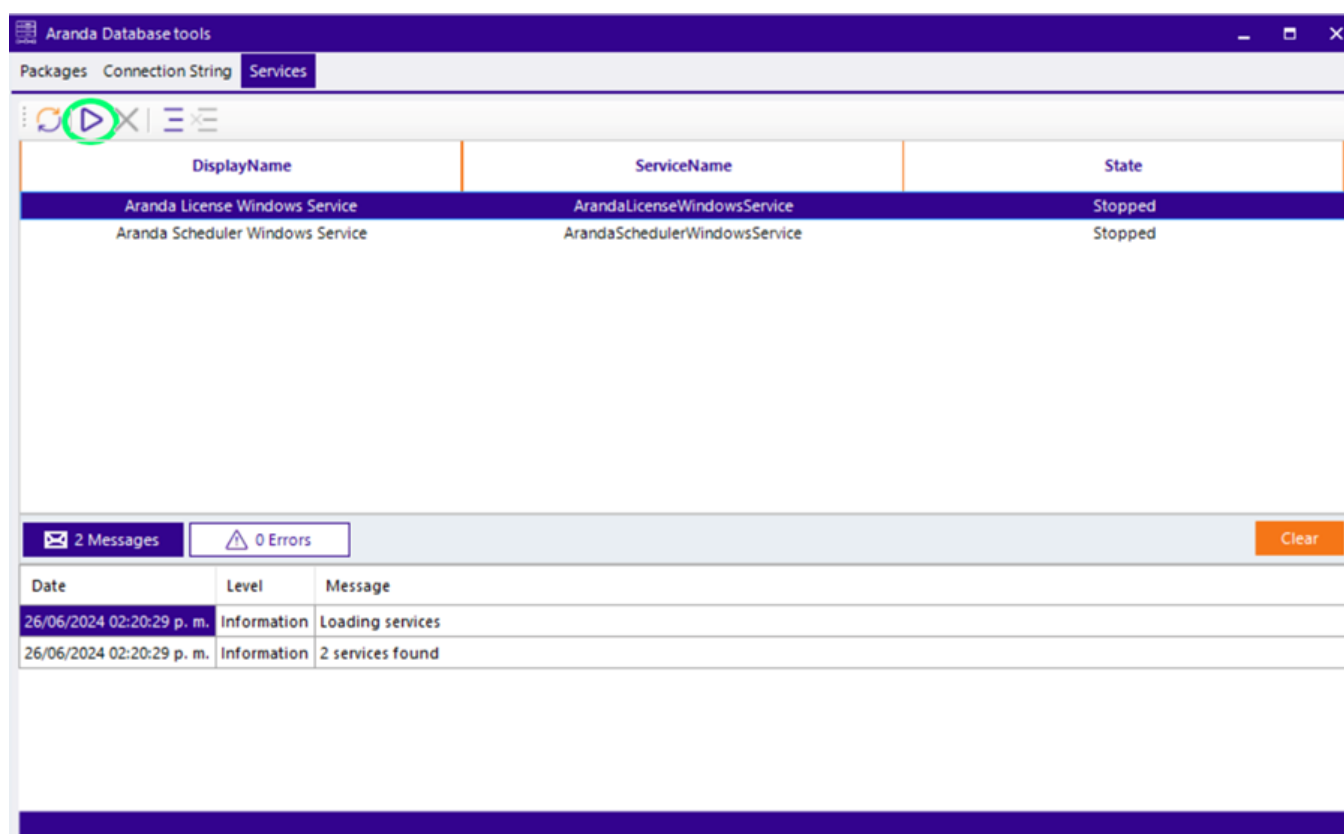 Aranda Database tools
Packages Connection String Services
DisplayName ServiceName State
Aranda License Windows Service ArandaLicenseWindowsService Stopped
Aranda Scheduler Windows Service ArandaSchedulerWindowsService Stopped
2 Messages 0 Errors Clear
Date Level Message
26/06/2024 02:20:29 p. m. Information Loading services
26/06/2024 02:20:29 p. m. Information 2 services found